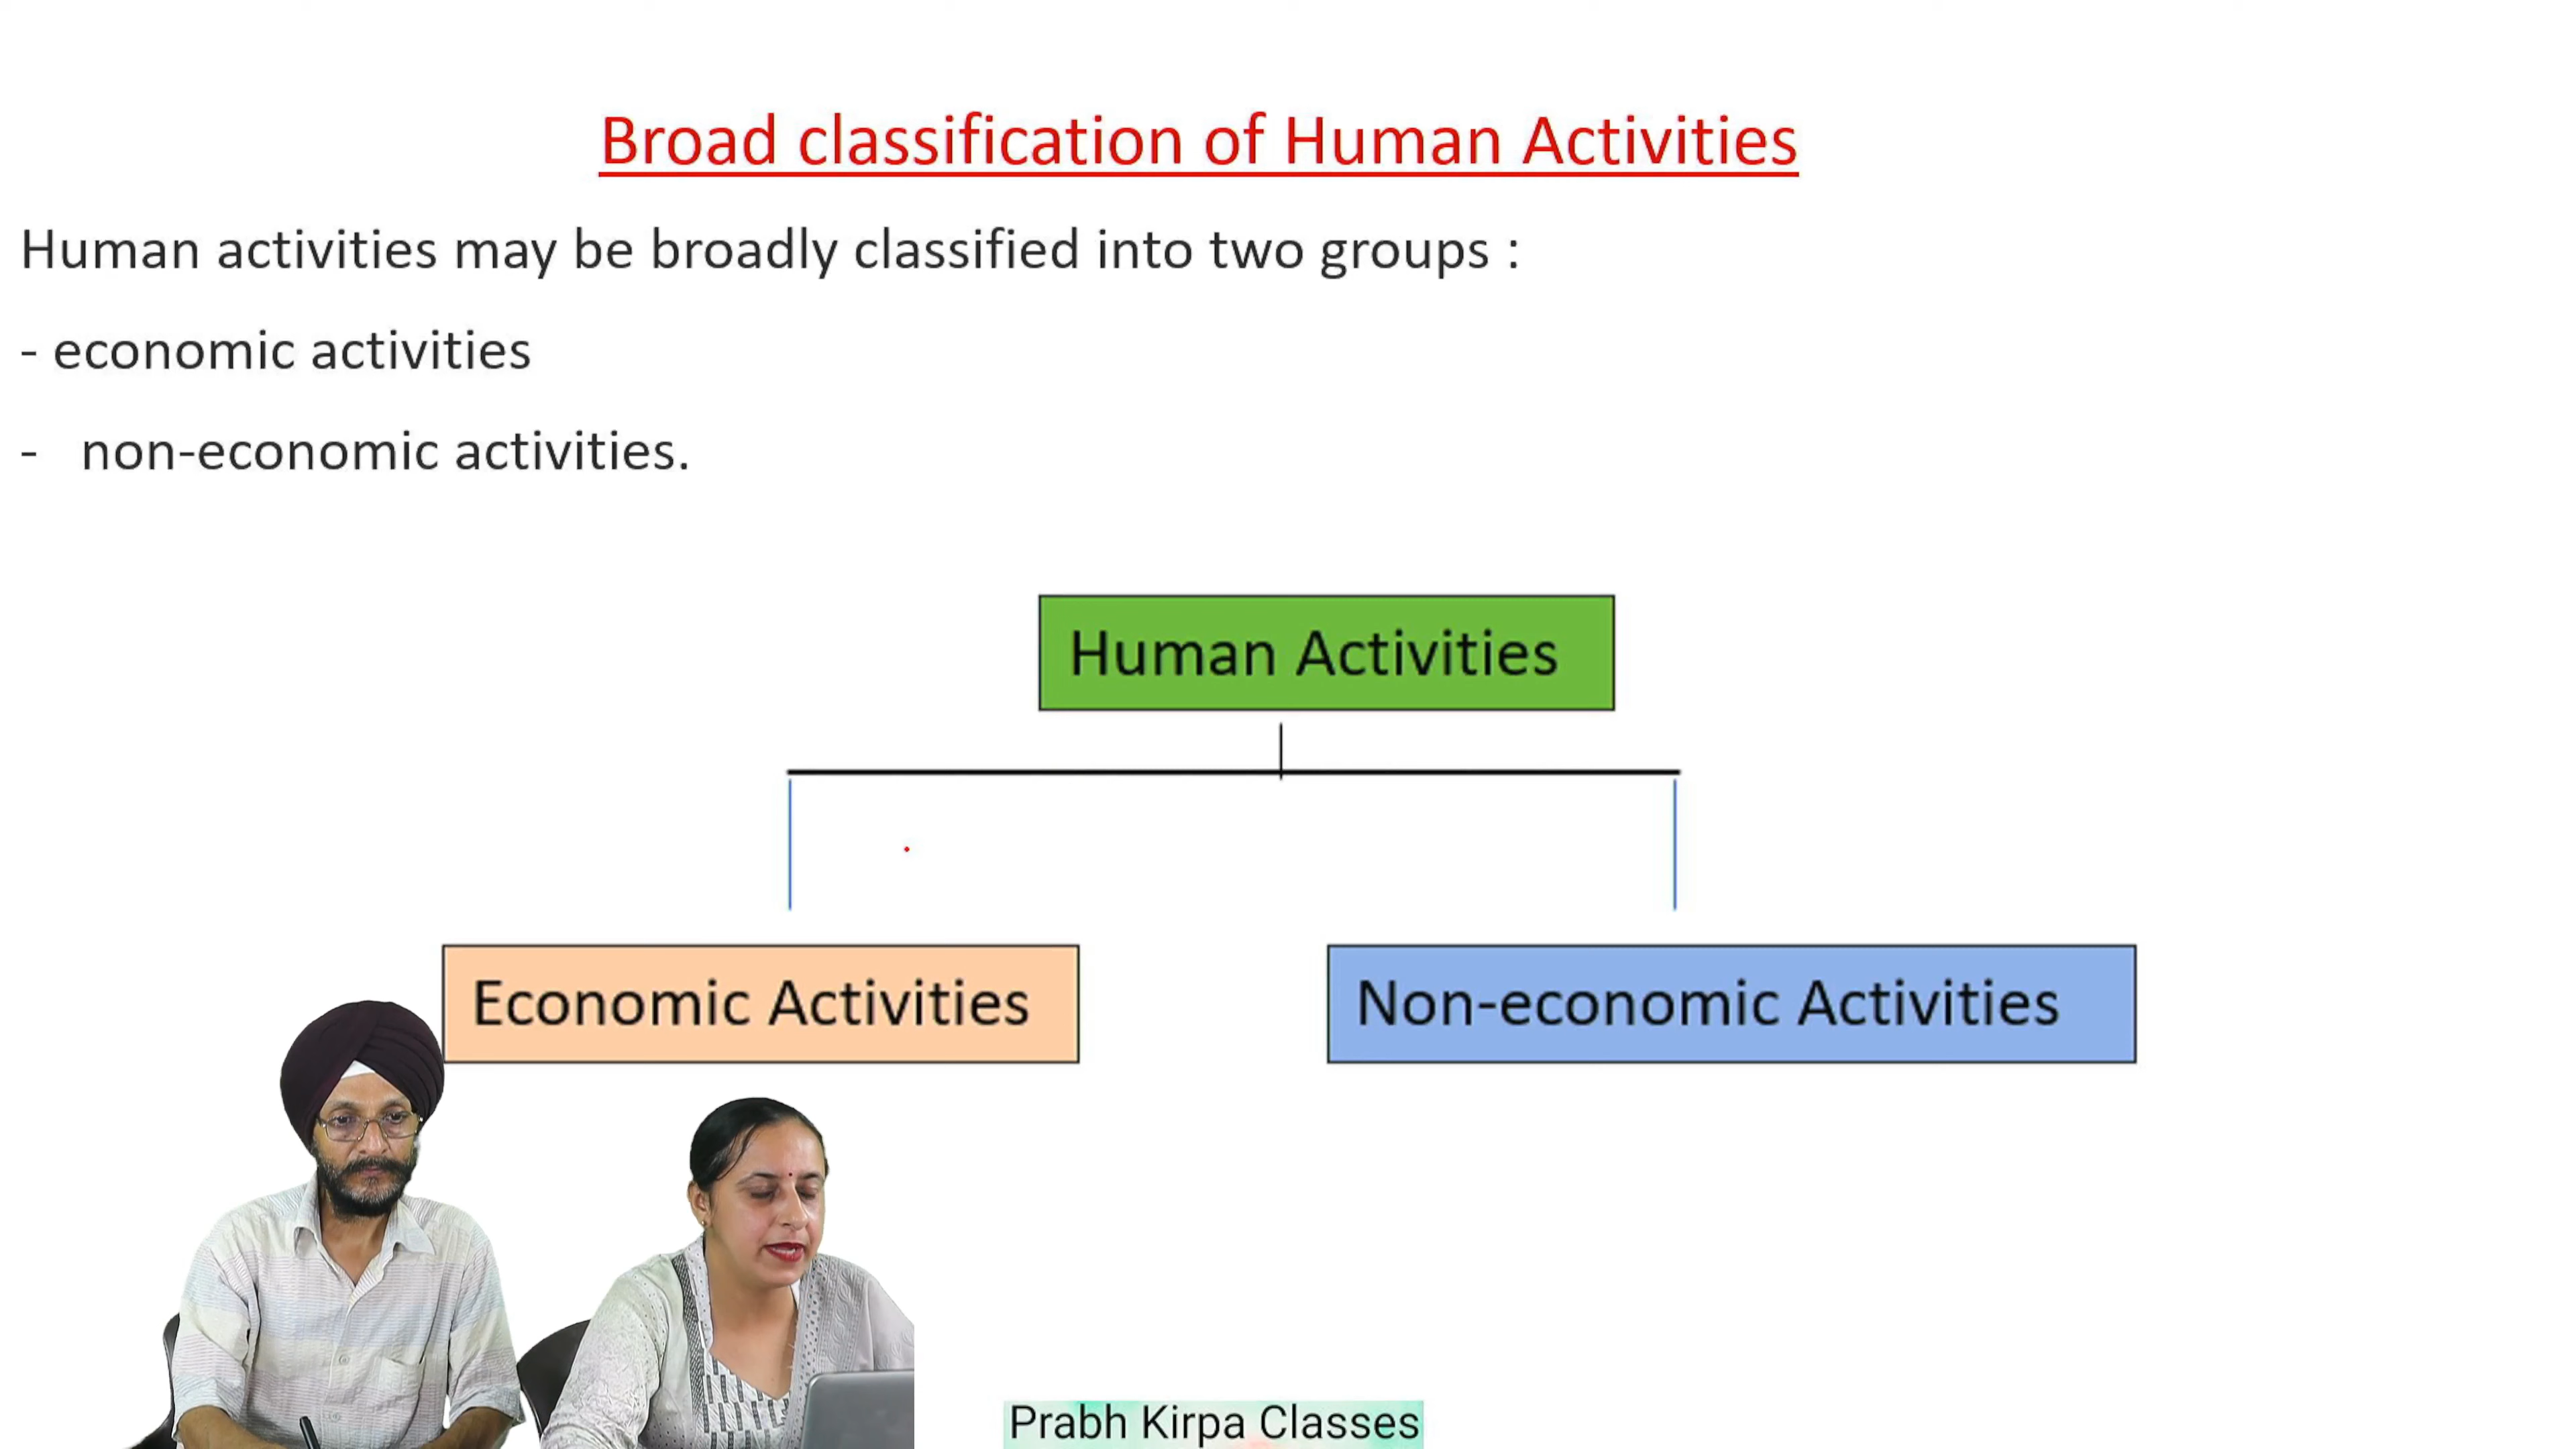 Broad classification of Human Activities
Human activities may be broadly classified into two groups :
- economic activities
- non-economic activities.
Human Activities
Economic Activities
Non-economic Activities
Prabh Kirpa Classes